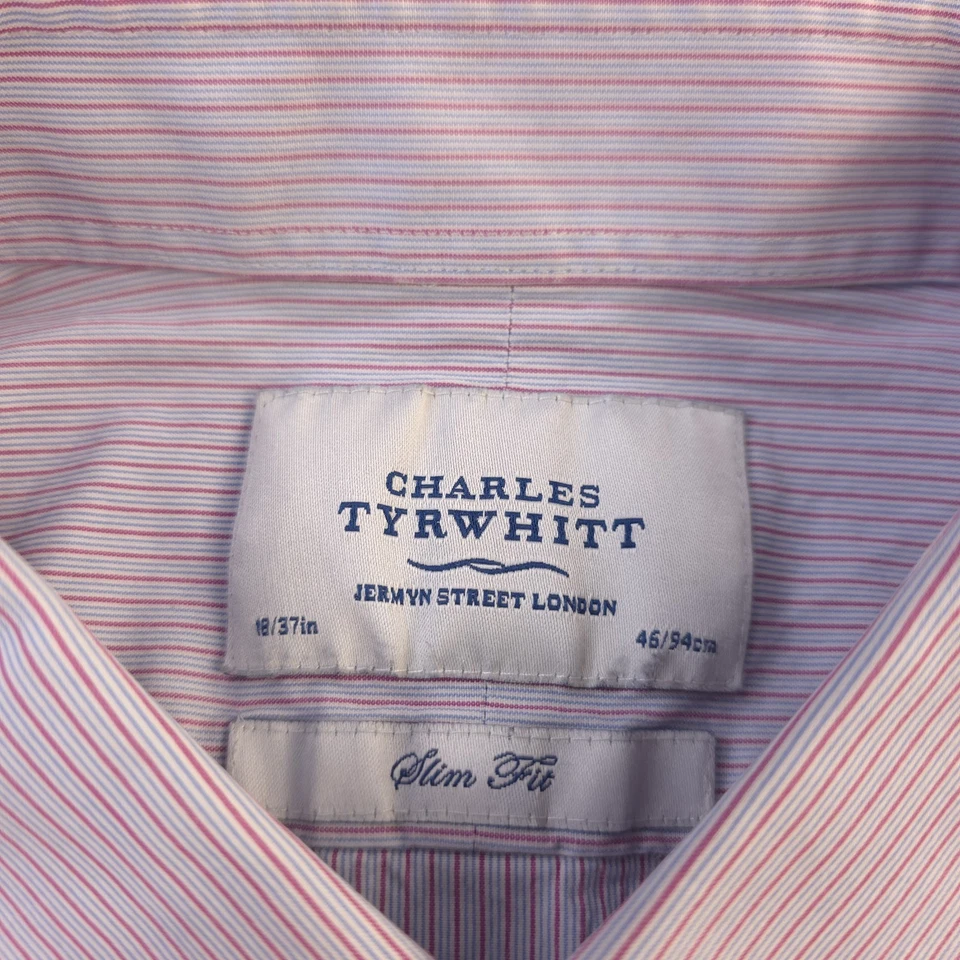 CHARLES
TYRWHITT
JERMYN STREET LONDON
18/37in 46/94cm
Slim Fit